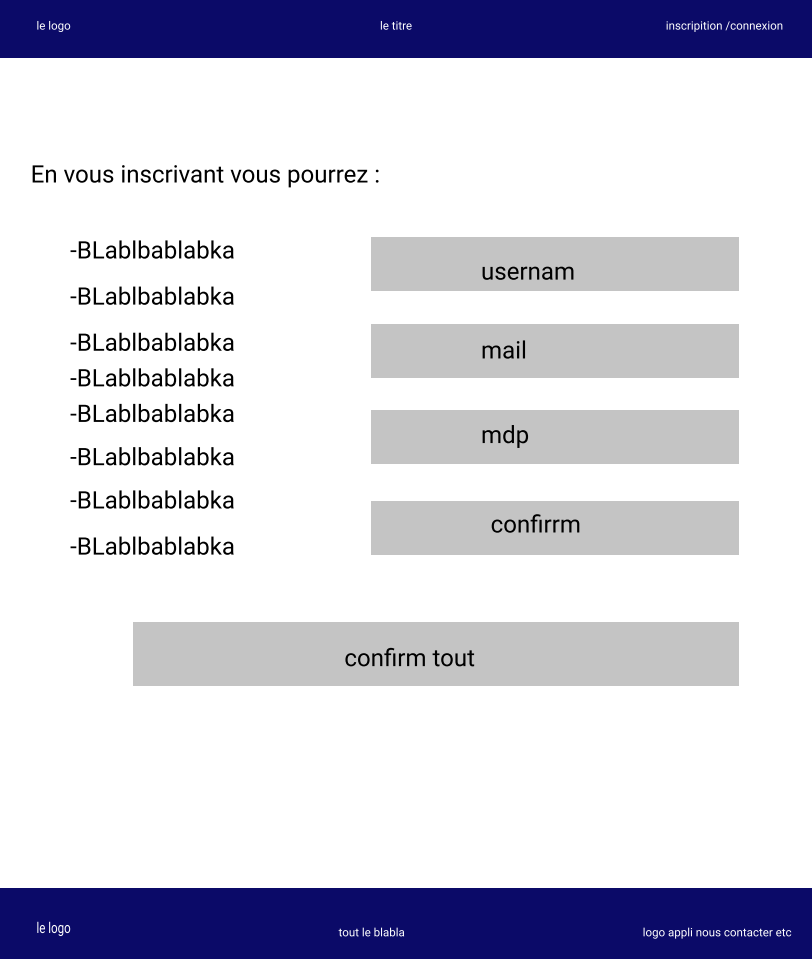 le logo
le titre
inscripition /connexion
En vous inscrivant vous pourrez :
-BLablbablabka
-BLablbablabka
-BLablbablabka
-BLablbablabka
-BLablbablabka
-BLablbablabka
-BLablbablabka
-BLablbablabka
usernam
mail
mdp
confirrm
confirm tout
le logo
tout le blabla
logo appli nous contacter etc